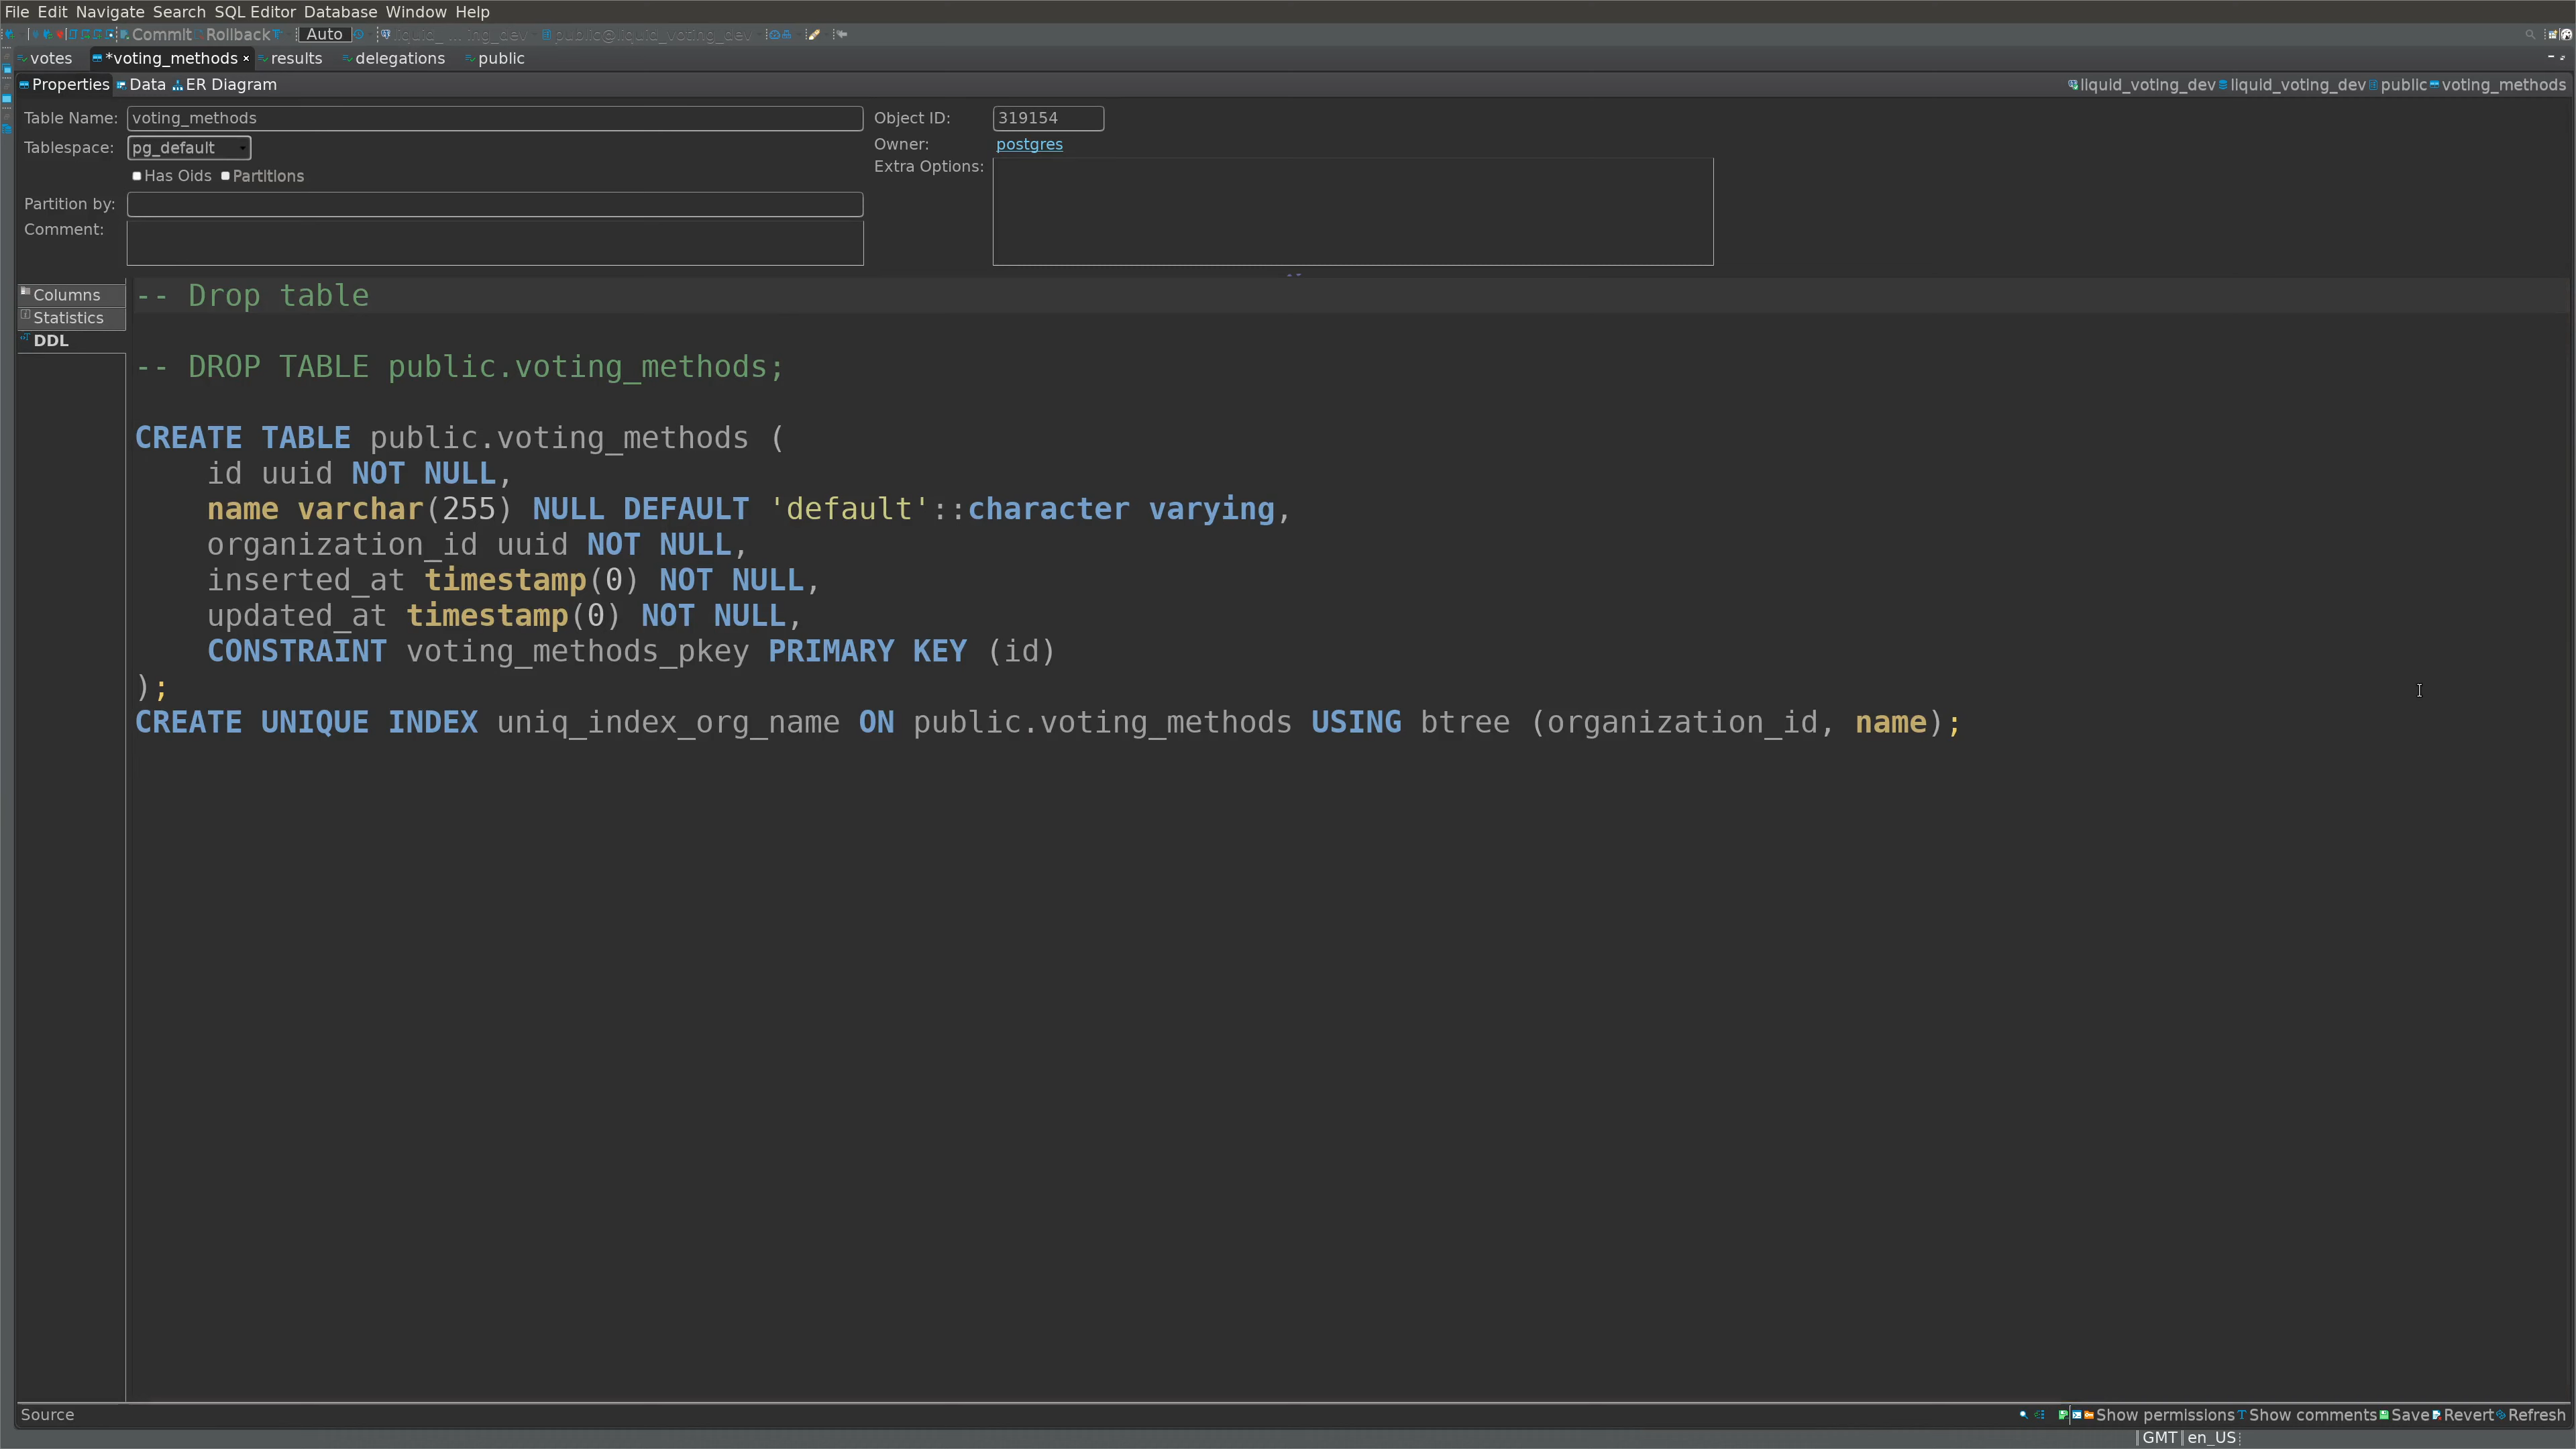 File Edit Navigate Search SQL Editor Database Window Help
Commit Rollback Auto public@liquid_voting_dev
votes *voting_methods results delegations public
Properties Data ER Diagram liquid_voting_dev liquid_voting_dev public voting_methods
Table Name: voting_methods Object ID: 319154
Tablespace: pg_default Owner: postgres
Extra Options:
Has Oids Partitions
Partition by:
Comment:
Columns
Statistics
DDL
-- Drop table
-- DROP TABLE public.voting_methods;
CREATE TABLE public.voting_methods (
id uuid NOT NULL,
name varchar(255) NULL DEFAULT 'default'::character varying,
organization_id uuid NOT NULL,
inserted_at timestamp(0) NOT NULL,
updated_at timestamp(0) NOT NULL,
CONSTRAINT voting_methods_pkey PRIMARY KEY (id)
);
CREATE UNIQUE INDEX uniq_index_org_name ON public.voting_methods USING btree (organization_id, name);
Source Show permissions Show comments Save Revert Refresh
GMT en_US